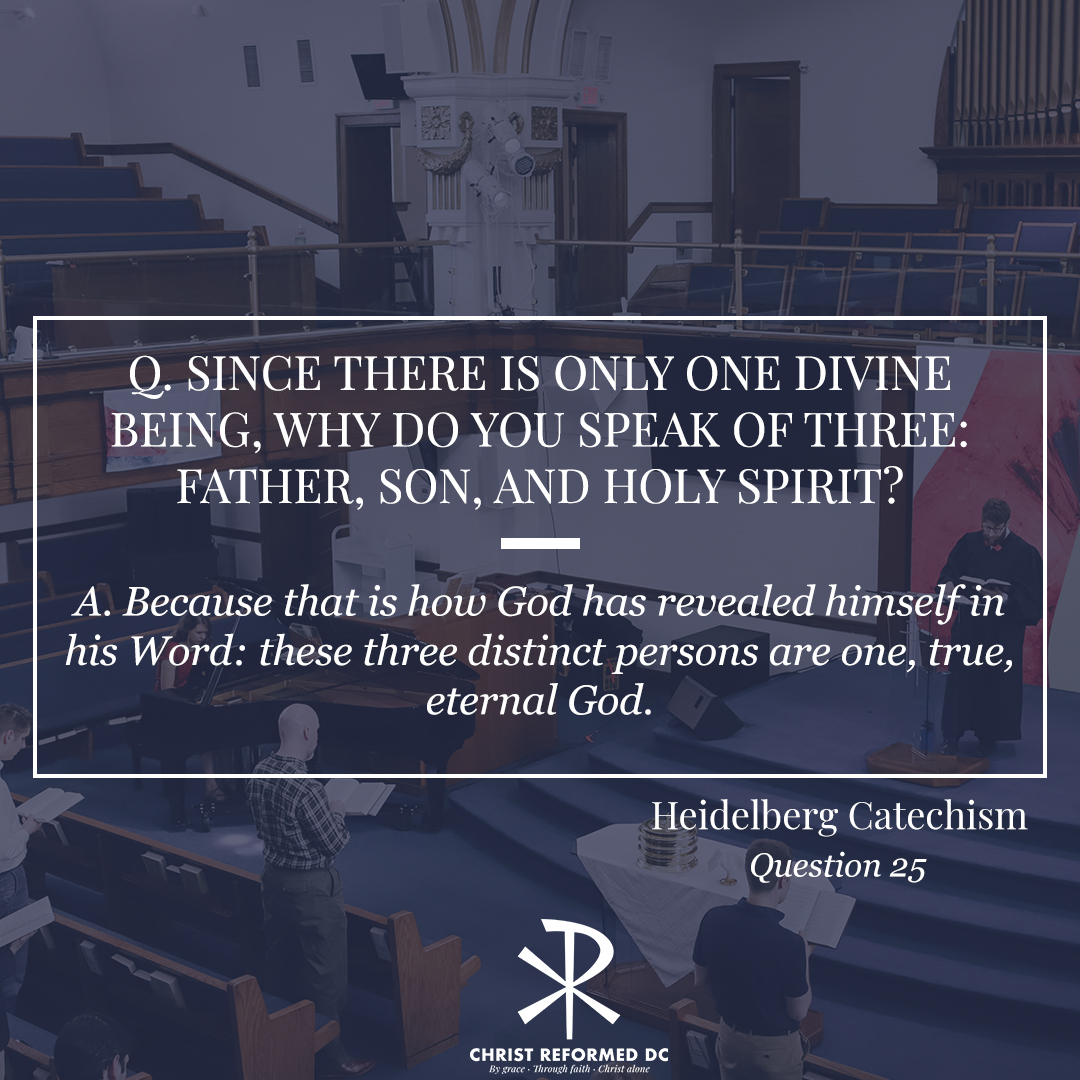 Q. SINCE THERE IS ONLY ONE DIVINE
BEING, WHY DO YOU SPEAK OF THREE:
FATHER, SON, AND HOLY SPIRIT?
A. Because that is how God has revealed himself in
his Word: these three distinct persons are one, true,
eternal God.
Heidelberg Catechism
Question 25
CHRIST REFORMED DC
By grace · Through faith · Christ alone